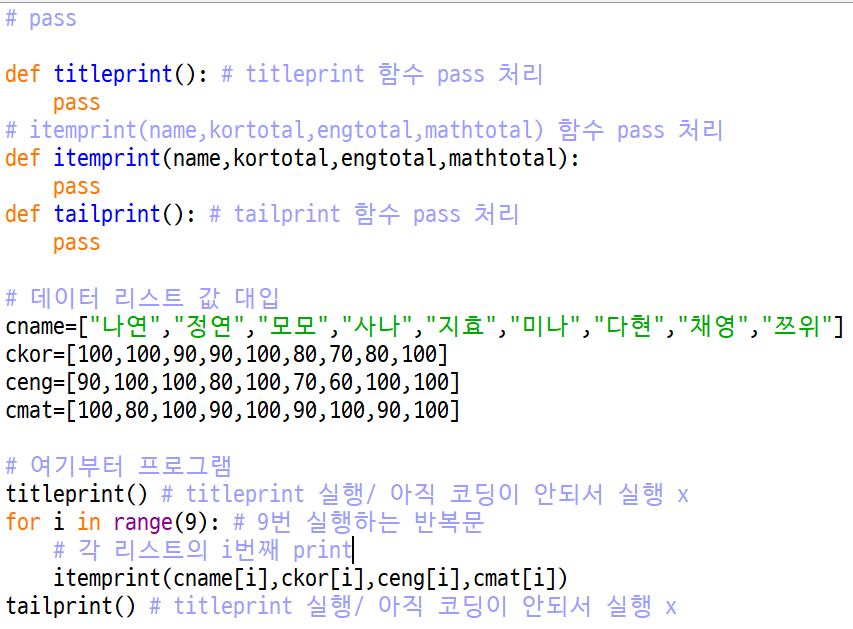 # pass
def titleprint(): # titleprint 함수 pass 처리
    pass
# itemprint(name,kortotal,engtotal,mathtotal) 함수 pass 처리
def itemprint(name,kortotal,engtotal,mathtotal):
    pass
def tailprint(): # tailprint 함수 pass 처리
    pass
# 데이터 리스트 값 대입
cname=["나연","정연","모모","사나","지효","미나","다현","채영","쯔위"]
ckor=[100,100,90,90,100,80,70,80,100]
ceng=[90,100,100,80,100,70,60,100,100]
cmat=[100,80,100,90,100,90,100,90,100]
# 여기부터 프로그램
titleprint() # titleprint 실행/ 아직 코딩이 안되서 실행 x
for i in range(9): # 9번 실행하는 반복문
    # 각 리스트의 i번째 print
    itemprint(cname[i],ckor[i],ceng[i],cmat[i])
tailprint() # titleprint 실행/ 아직 코딩이 안되서 실행 x